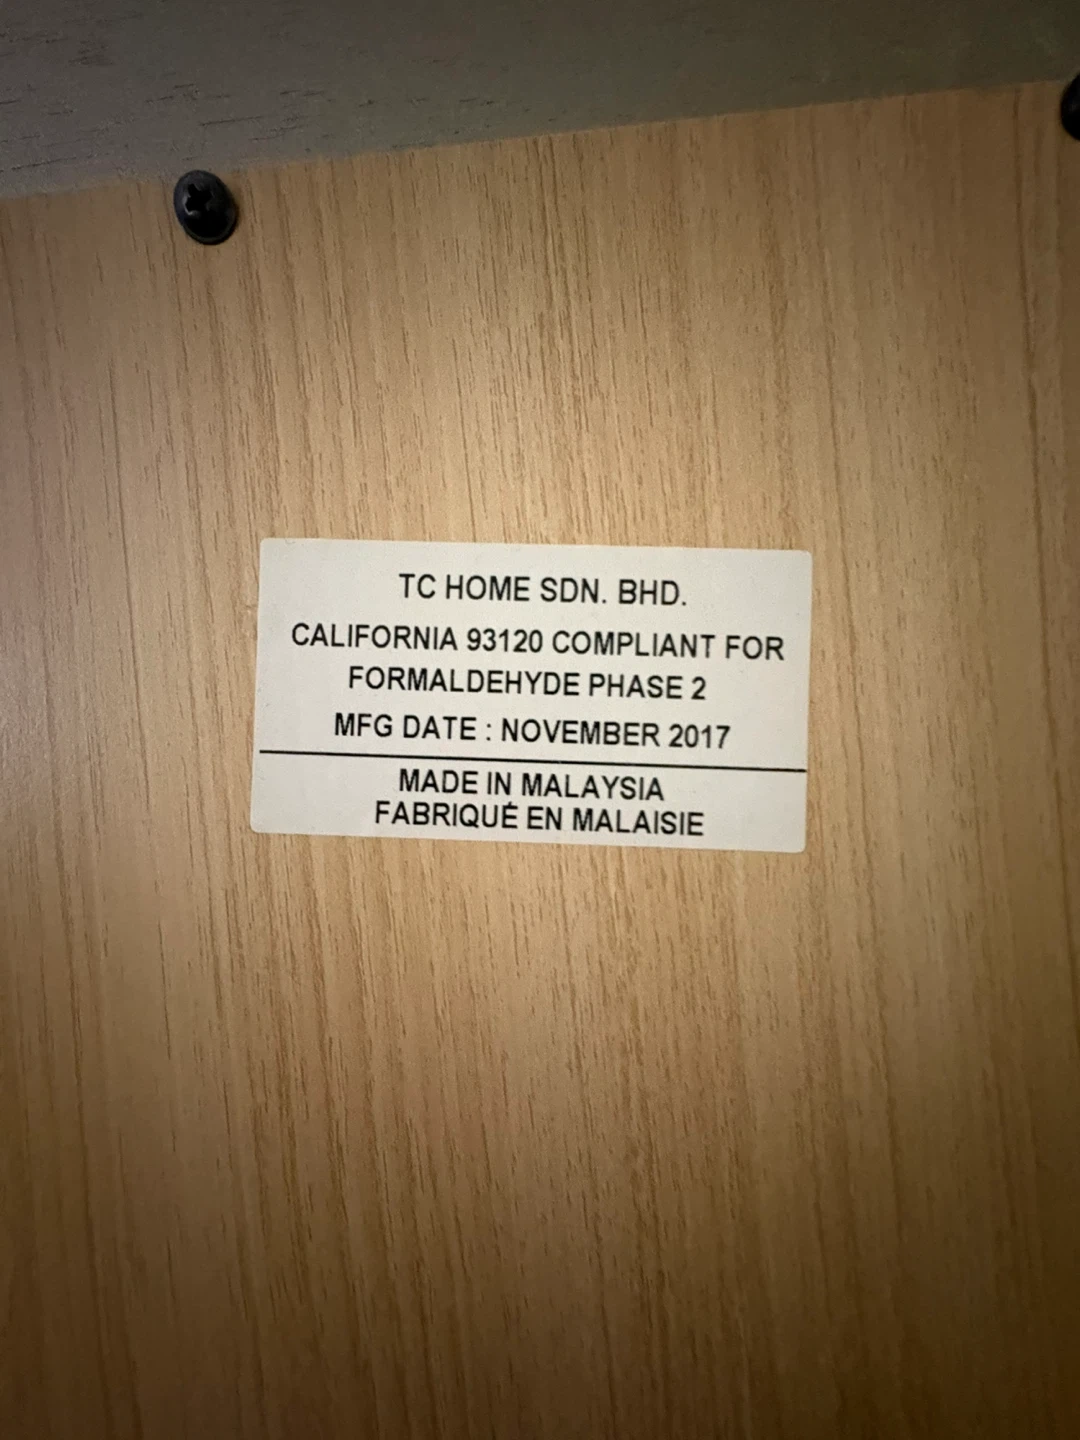 TC HOME SDN. BHD.
CALIFORNIA 93120 COMPLIANT FOR
FORMALDEHYDE PHASE 2
MFG DATE : NOVEMBER 2017
MADE IN MALAYSIA
FABRIQUÉ EN MALAISIE